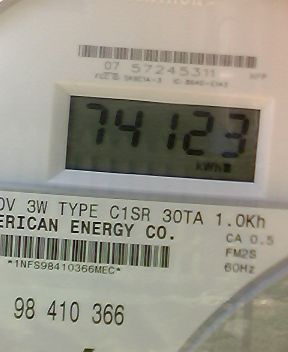 07 57245311
74123
kWh
0V 3W TYPE C1SR 30TA 1.0Kh
ERICAN ENERGY CO.
CA 0.5
FM2S
*1NFS98410366MEC*
60Hz
98 410 366